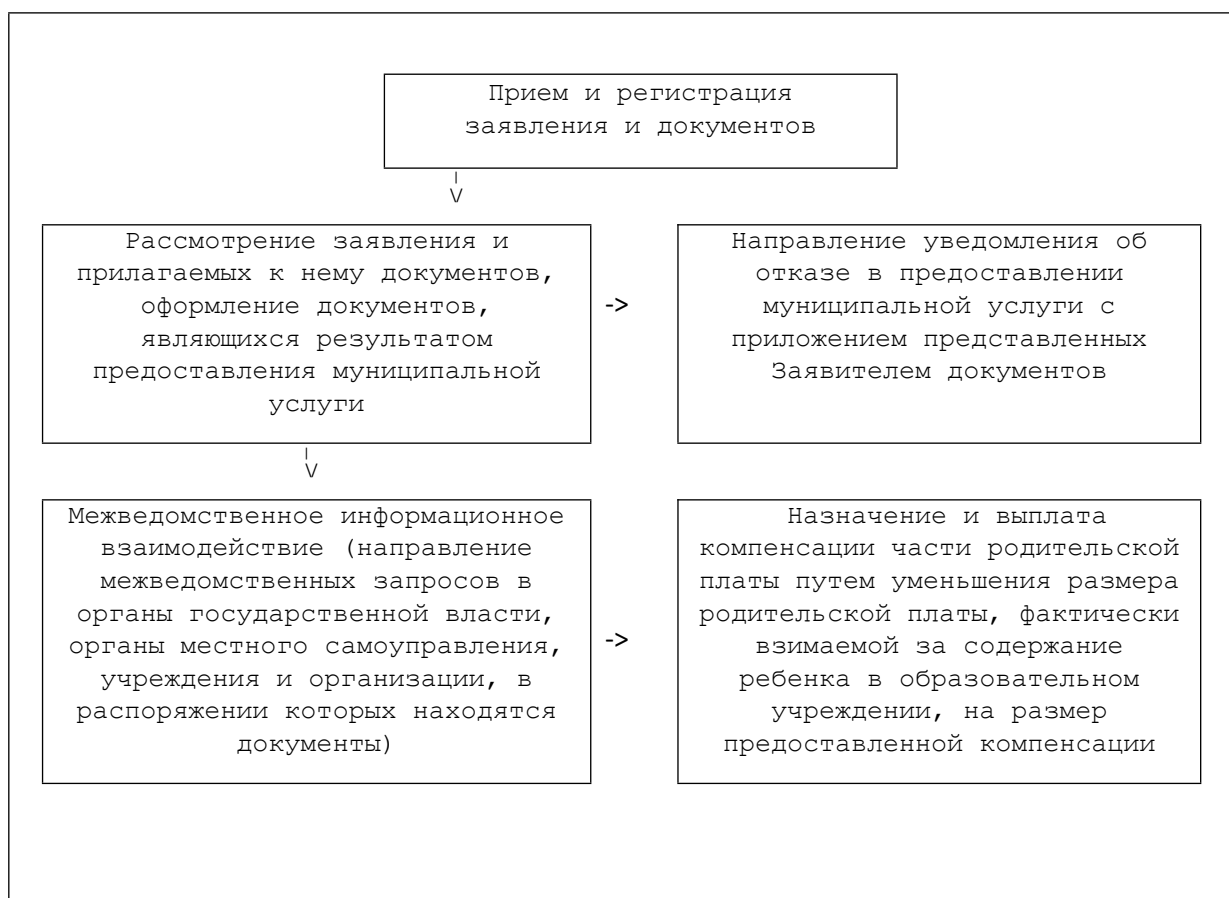 Прием и регистрация
заявления и документов
Рассмотрение заявления и
прилагаемых к нему документов,
оформление документов,
являющихся результатом
предоставления муниципальной
услуги
->
Направление уведомления об
отказе в предоставлении
муниципальной услуги с
приложением представленных
Заявителем документов
Межведомственное информационное
взаимодействие (направление
межведомственных запросов в
органы государственной власти,
органы местного самоуправления,
учреждения и организации, в
распоряжении которых находятся
документы)
->
Назначение и выплата
компенсации части родительской
платы путем уменьшения размера
родительской платы, фактически
взимаемой за содержание
ребенка в образовательном
учреждении, на размер
предоставленной компенсации